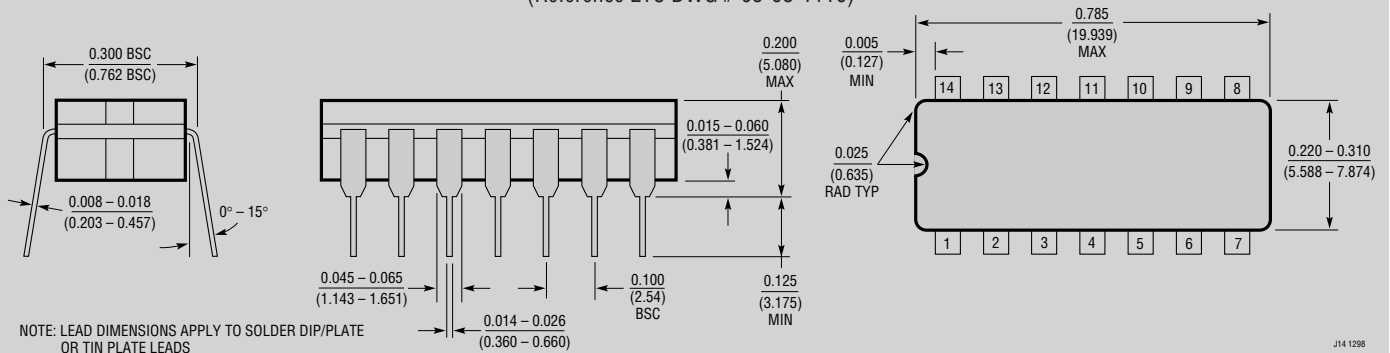 0.300 BSC
(0.762 BSC)
0.008 – 0.018
(0.203 – 0.457)
0° – 15°
0.200
(5.080)
MAX
0.015 – 0.060
(0.381 – 1.524)
0.045 – 0.065
(1.143 – 1.651)
0.100
(2.54)
BSC
0.125
(3.175)
MIN
0.014 – 0.026
(0.360 – 0.660)
NOTE: LEAD DIMENSIONS APPLY TO SOLDER DIP/PLATE
OR TIN PLATE LEADS
0.005
(0.127)
MIN
0.785
(19.939)
MAX
14 13 12 11 10 9 8
0.025
(0.635)
RAD TYP
0.220 – 0.310
(5.588 – 7.874)
1 2 3 4 5 6 7
J14 1298